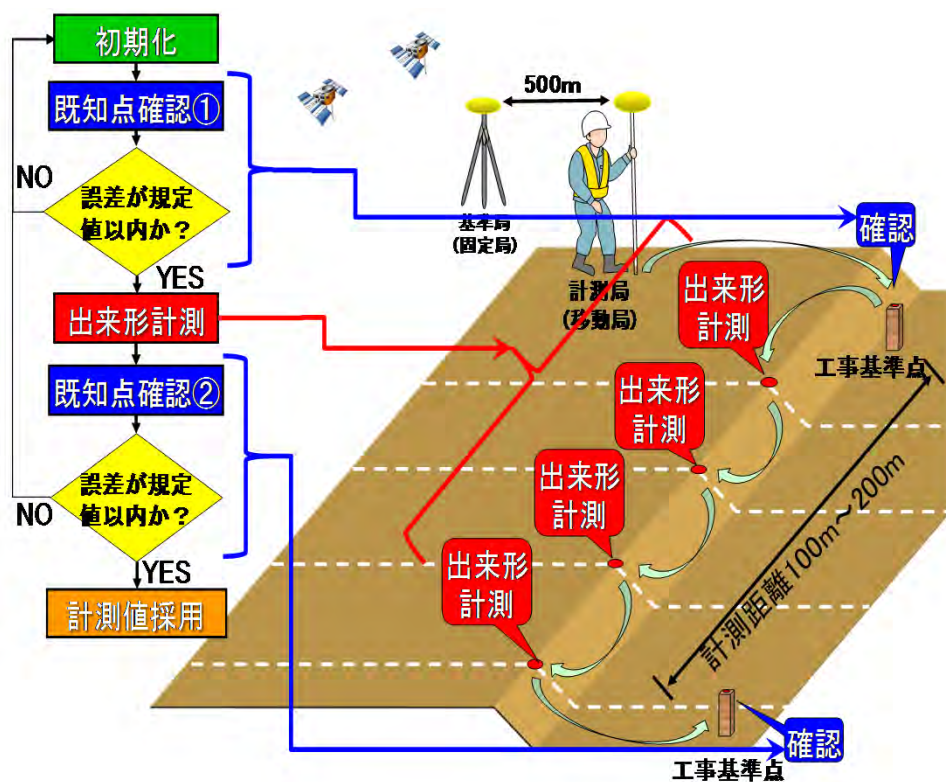 初期化
既知点確認①
NO
誤差が規定
値以内か？
YES
出来形計測
既知点確認②
誤差が規定
値以内か？
NO
YES
計測値採用
500m
基準局
(固定局)
計測局
(移動局)
確認
工事基準点
出来形
計測
出来形
計測
出来形
計測
出来形
計測
計測距離100m～200m
確認
工事基準点